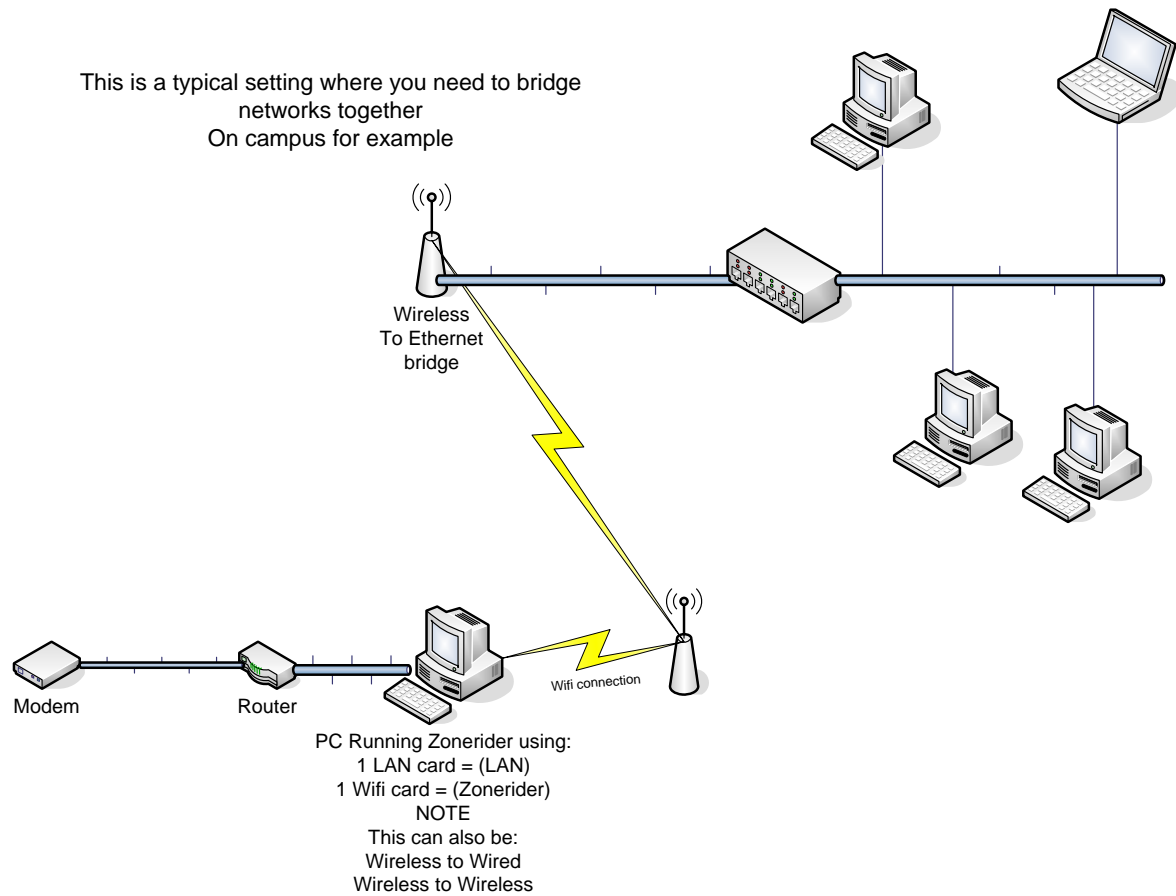 This is a typical setting where you need to bridge
networks together
On campus for example
Wireless
To Ethernet
bridge
Wifi connection
Modem
Router
PC Running Zonerider using:
1 LAN card = (LAN)
1 Wifi card = (Zonerider)
NOTE
This can also be:
Wireless to Wired
Wireless to Wireless